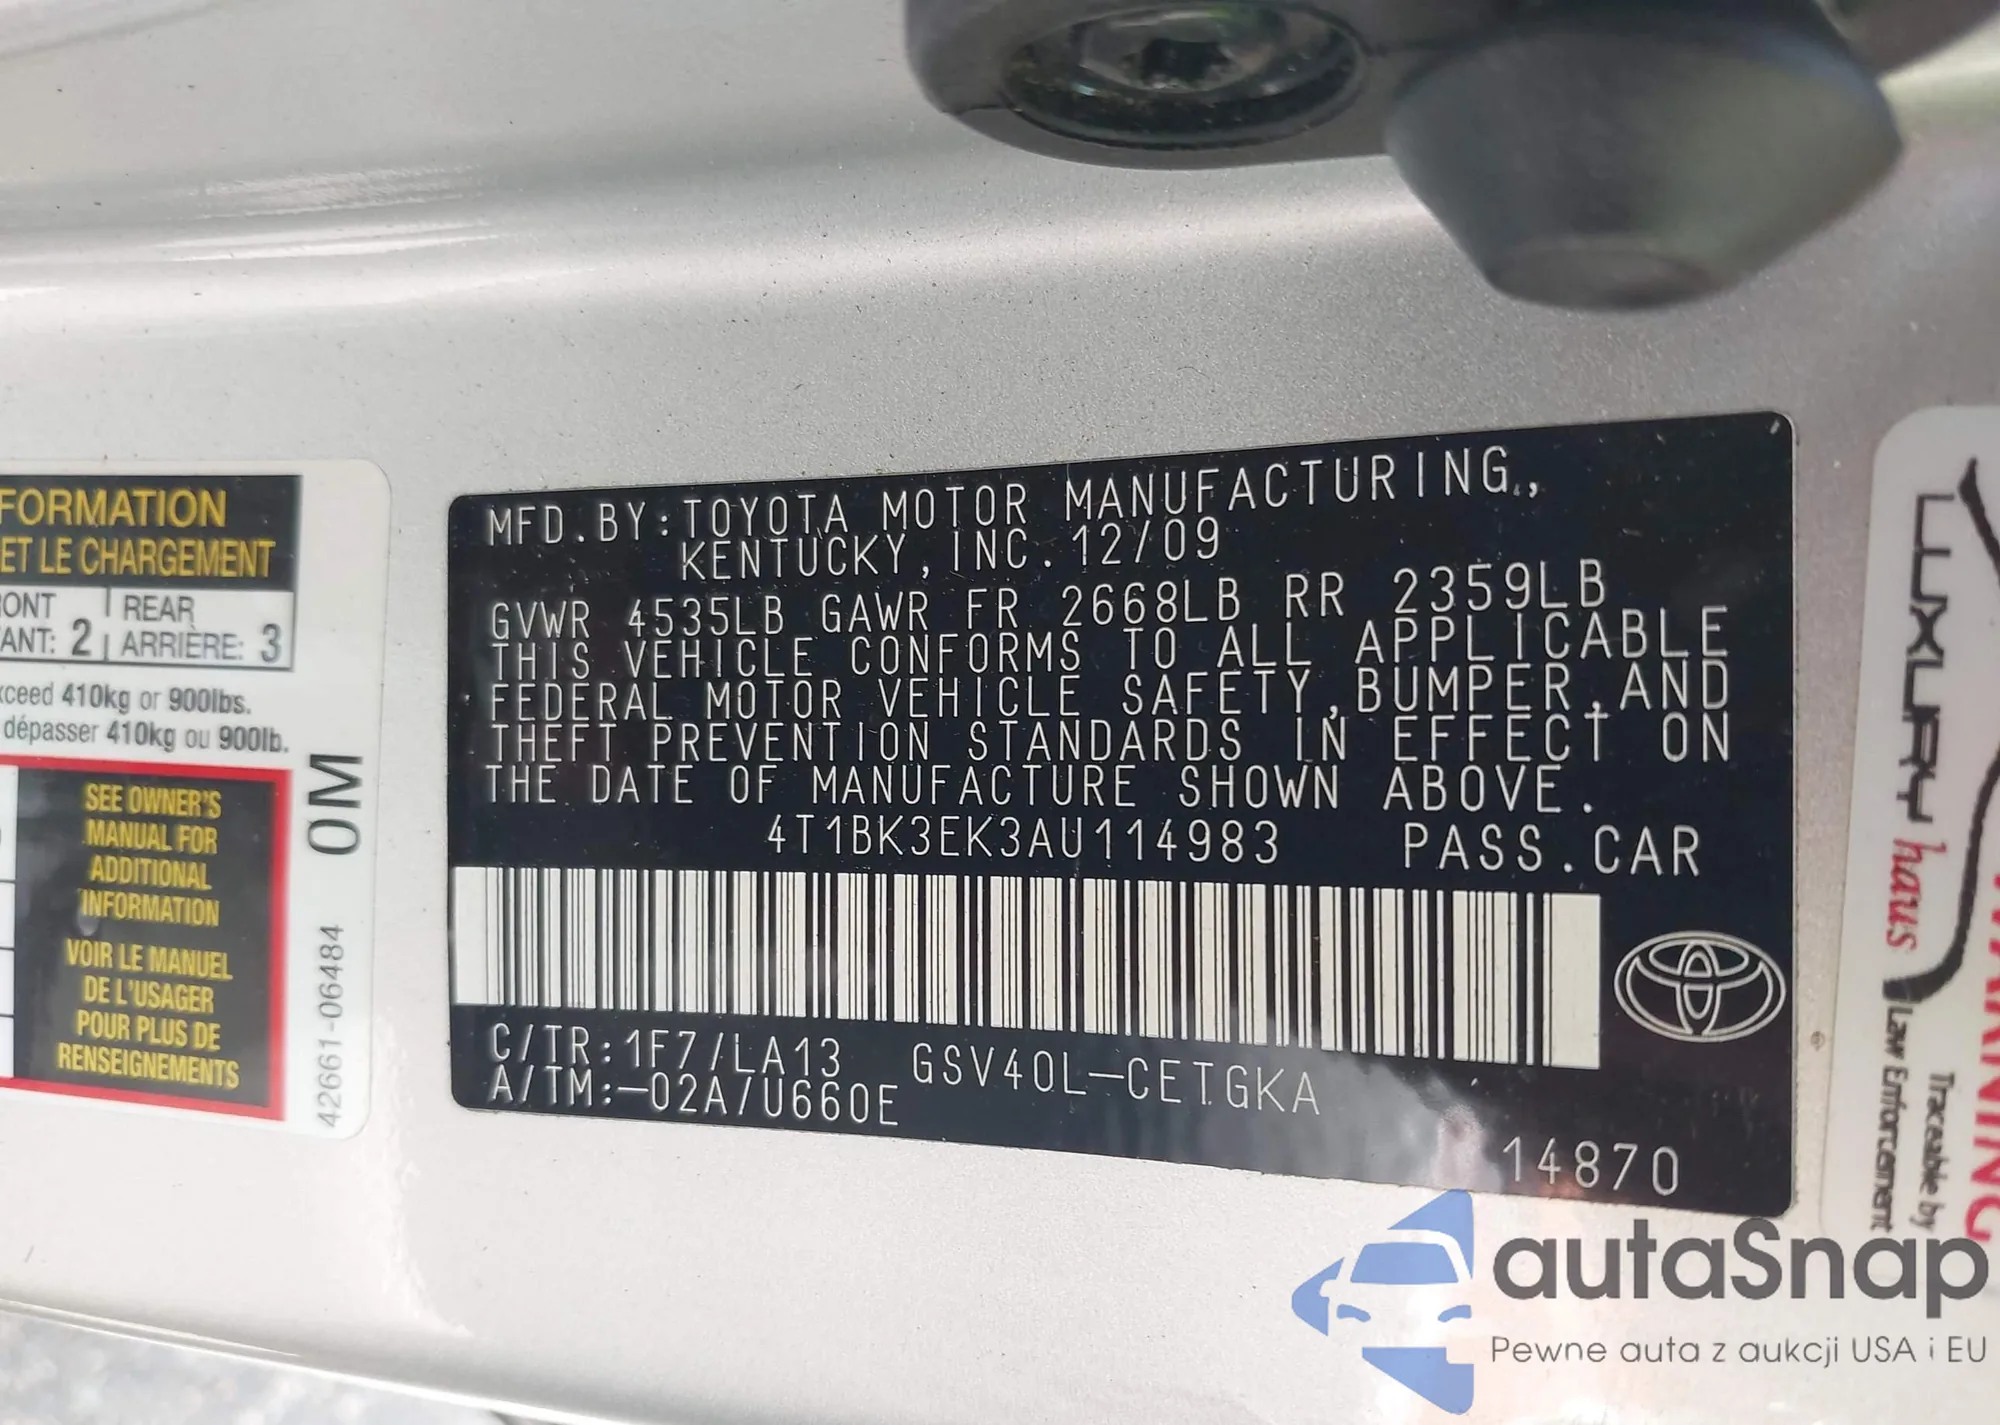 FORMATION
ET LE CHARGEMENT
REAR
2 | ARRIÈRE: 3
410kg or 900lbs.
dépasser 410kg ou 900lb.
SEE OWNER'S
MANUAL FOR
ADDITIONAL
INFORMATION
VOIR LE MANUEL
DE L'USAGER
POUR PLUS DE
RENSEIGNEMENTS
0M
42661-06484
MFD.BY:TOYOTA MOTOR MANUFACTURING.,
KENTUCKY,INC.12/09
GVWR 4535LB GAWR FR 2668LB RR 2359LB
THIS VEHICLE CONFORMS TO ALL APPLICABLE
FEDERAL MOTOR VEHICLE SAFETY,BUMPER,AND
THEFT PREVENTION STANDARDS IN EFFECT ON
THE DATE OF MANUFACTURE SHOWN ABOVE.
4T1BK3EK3AU114983 PASS.CAR
C/TR:1F7/LA13 GSV40L-CETGKA
A/TM:-02A/U660E
14870
LUXURY haus
Law Enforcement
Traceable by
WARNING
autaSnap
Pewne auta z aukcji USA i EU